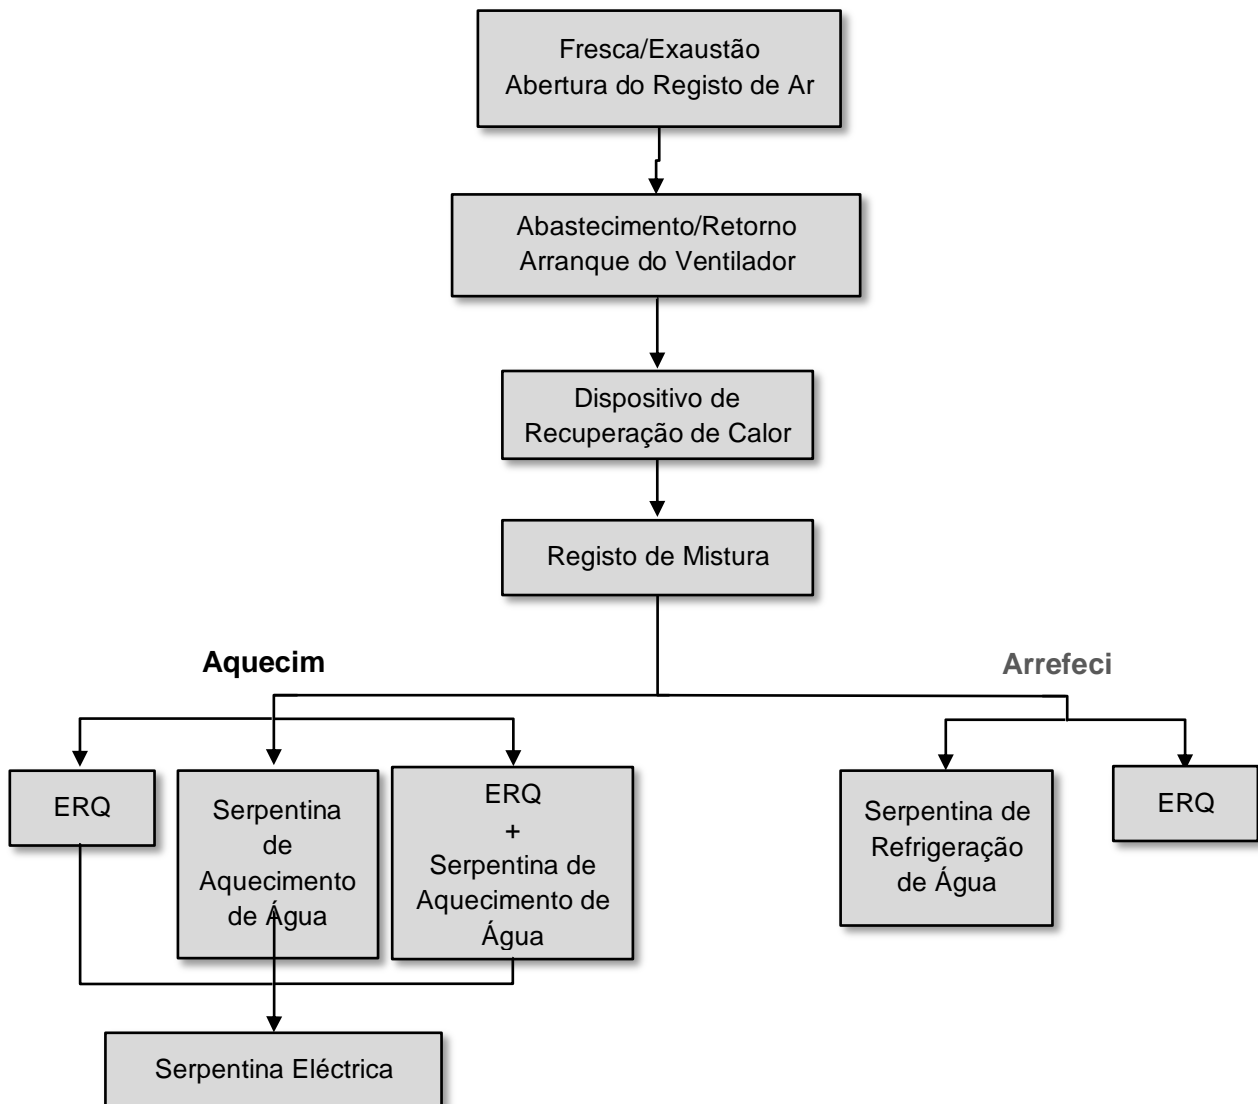 Fresca/Exaustão
Abertura do Registo de Ar
Abastecimento/Retorno
Arranque do Ventilador
Dispositivo de
Recuperação de Calor
Registo de Mistura
Aquecim
Arrefeci
ERQ
Serpentina
de
Aquecimento
de Água
ERQ
+
Serpentina de
Aquecimento de
Água
Serpentina de
Refrigeração
de Água
ERQ
Serpentina Eléctrica